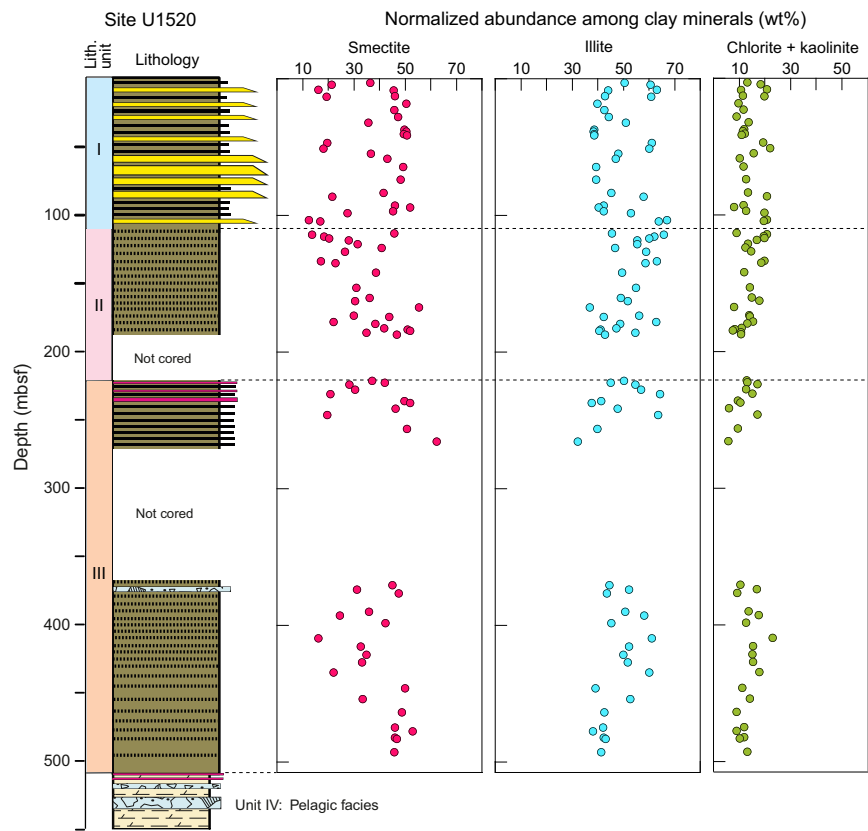 Site U1520
Normalized abundance among clay minerals (wt%)
Lith. unit
Lithology
Smectite
Illite
Chlorite + kaolinite
10 30 50 70
10 30 50 70
10 30 60
I
100
II
200
Not cored
Depth (mbsf)
300
Not cored
III
400
500
Unit IV: Pelagic facies